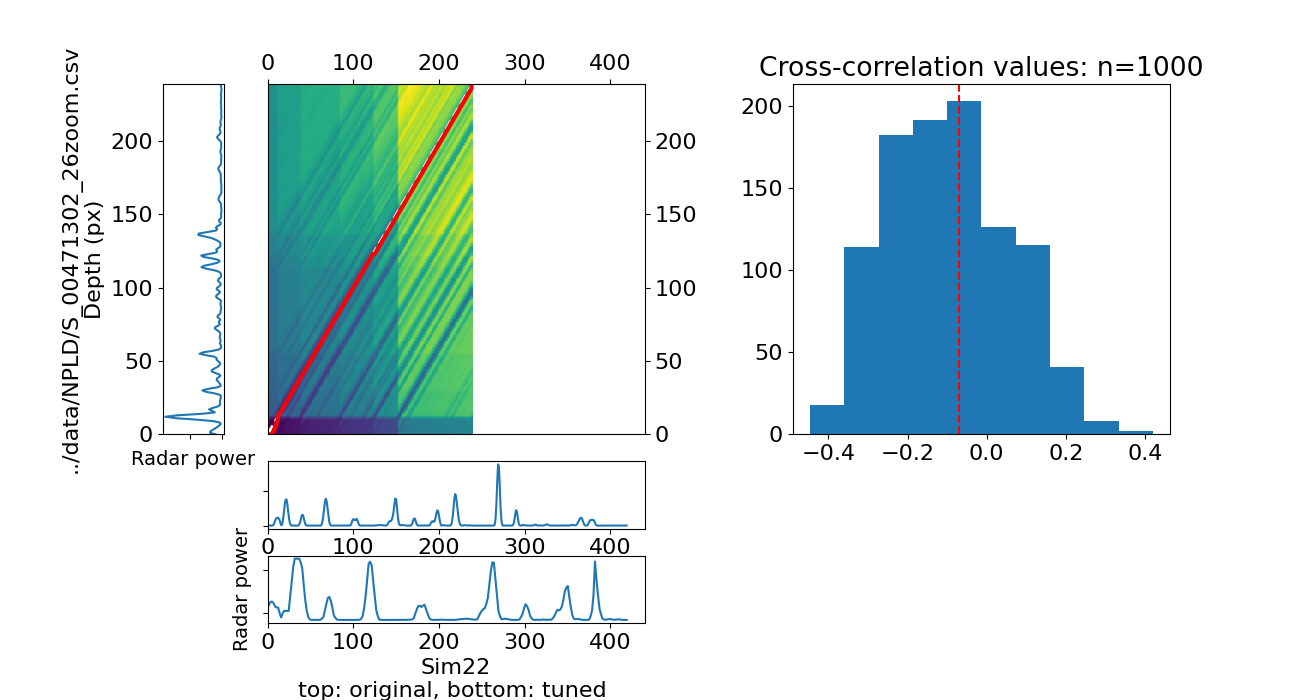 0 100 200 300 400
Cross-correlation values: n=1000
../data/NPLD/S_00471302_26zoom.csv
Depth (px)
200
150
100
50
0
200
150
100
50
0
200
150
100
50
0
−0.4 −0.2 0.0 0.2 0.4
Radar power
0 100 200 300 400
Radar power
0 100 200 300 400
Sim22
top: original, bottom: tuned